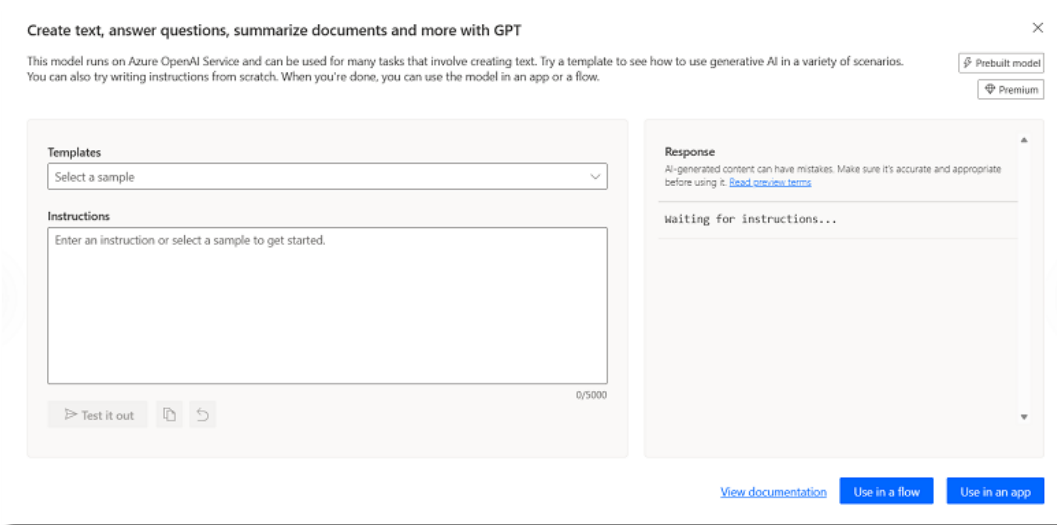 Create text, answer questions, summarize documents and more with GPT
This model runs on Azure OpenAI Service and can be used for many tasks that involve creating text. Try a template to see how to use generative AI in a variety of scenarios.
You can also try writing instructions from scratch. When you're done, you can use the model in an app or a flow.
Prebuilt model
Premium
Templates
Select a sample
Instructions
Enter an instruction or select a sample to get started.
0/5000
Test it out
Response
AI-generated content can have mistakes. Make sure it's accurate and appropriate
before using it. Read preview terms
Waiting for instructions...
View documentation
Use in a flow
Use in an app